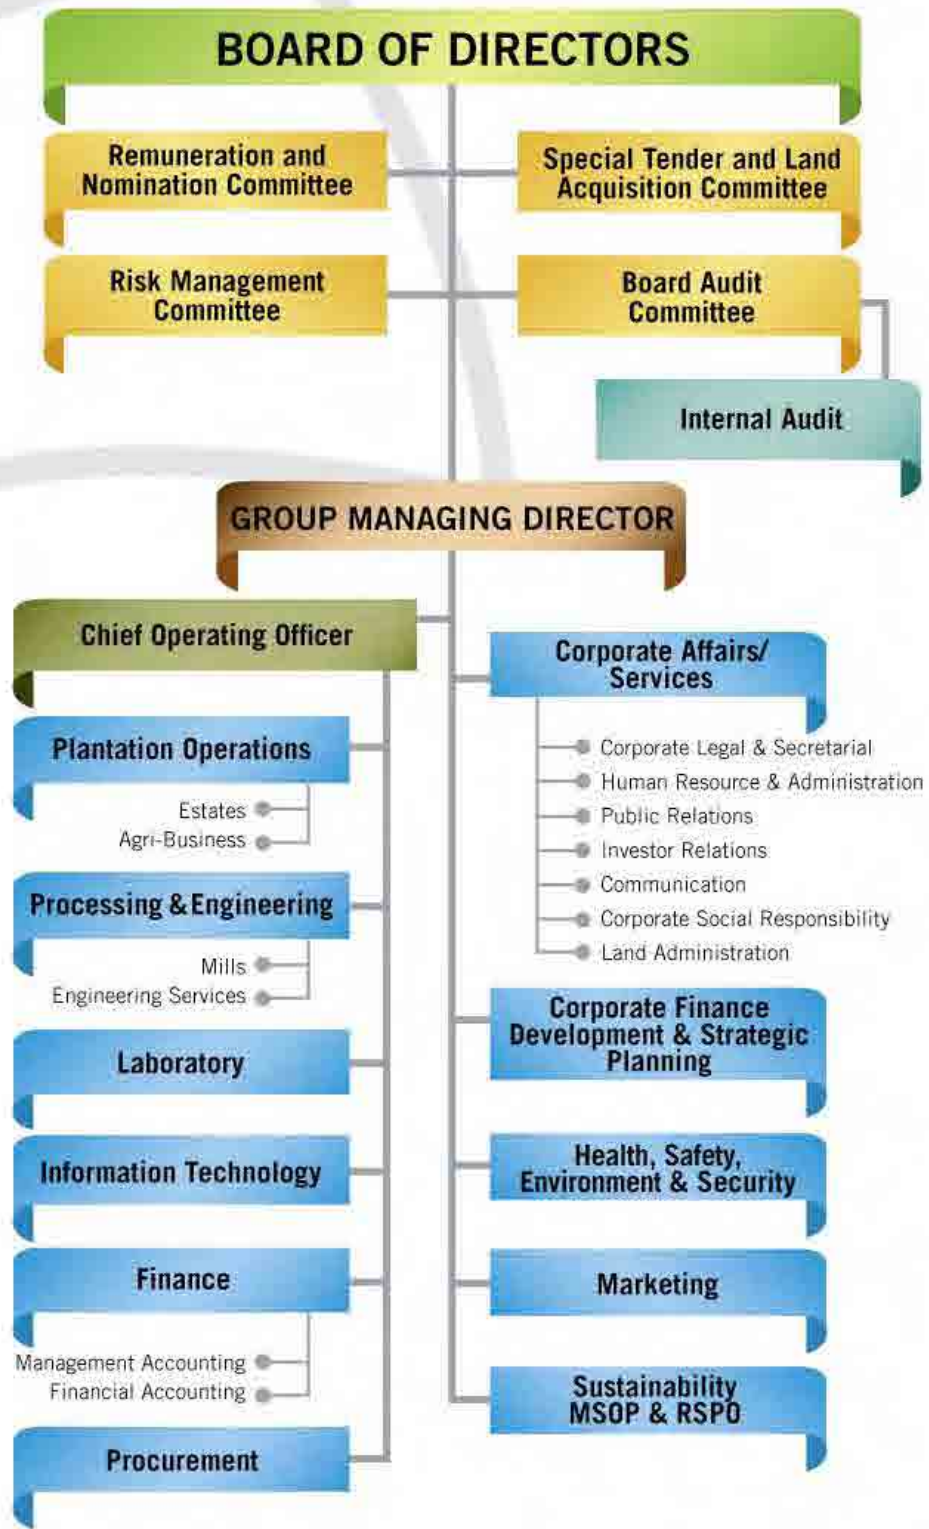 BOARD OF DIRECTORS
Remuneration and
Nomination Committee
Special Tender and Land
Acquisition Committee
Risk Management
Committee
Board Audit
Committee
Internal Audit
GROUP MANAGING DIRECTOR
Chief Operating Officer
Plantation Operations
Estates
Agri-Business
Processing & Engineering
Mills
Engineering Services
Laboratory
Information Technology
Finance
Management Accounting
Financial Accounting
Procurement
Corporate Affairs/
Services
Corporate Legal & Secretarial
Human Resource & Administration
Public Relations
Investor Relations
Communication
Corporate Social Responsibility
Land Administration
Corporate Finance
Development & Strategic
Planning
Health, Safety,
Environment & Security
Marketing
Sustainability
MSOP & RSPO